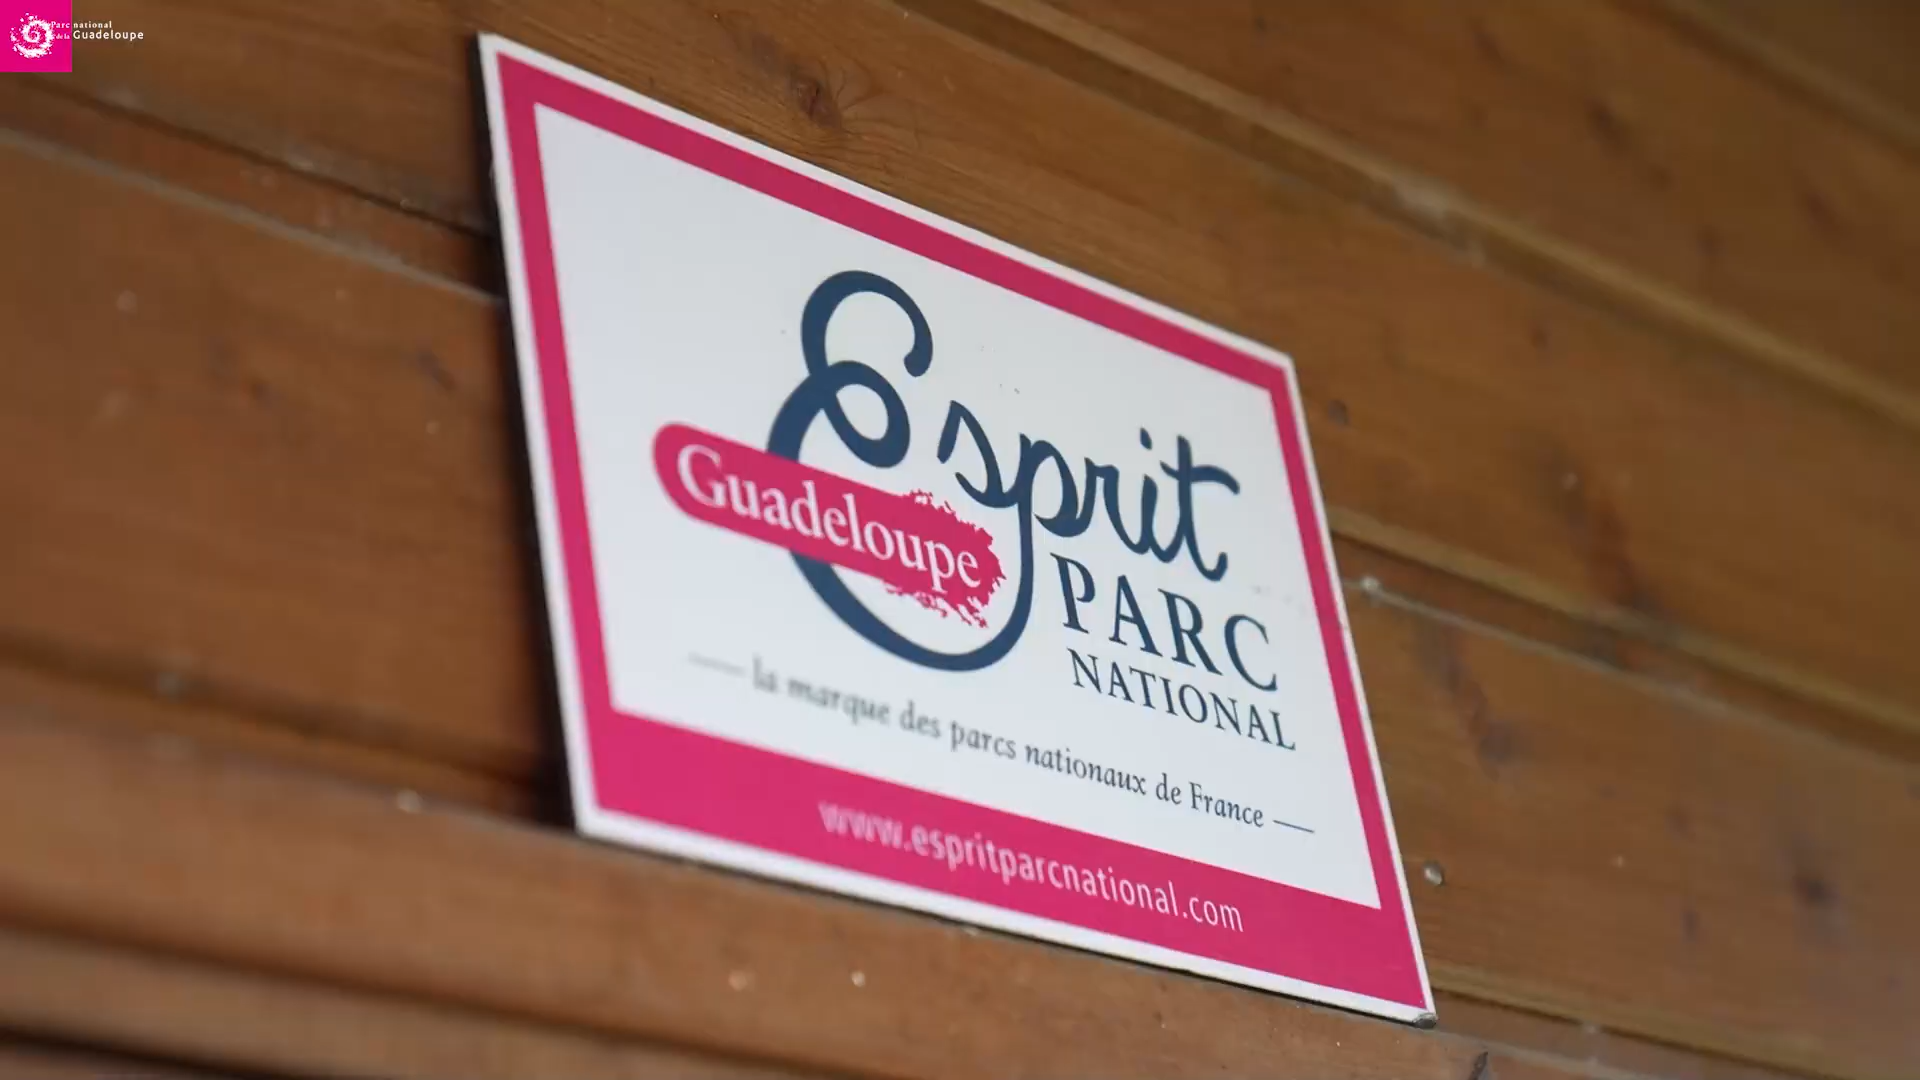 Parc national
de la Guadeloupe
Esprit
Guadeloupe
PARC
NATIONAL
la marque des parcs nationaux de France
www.espritparcnational.com